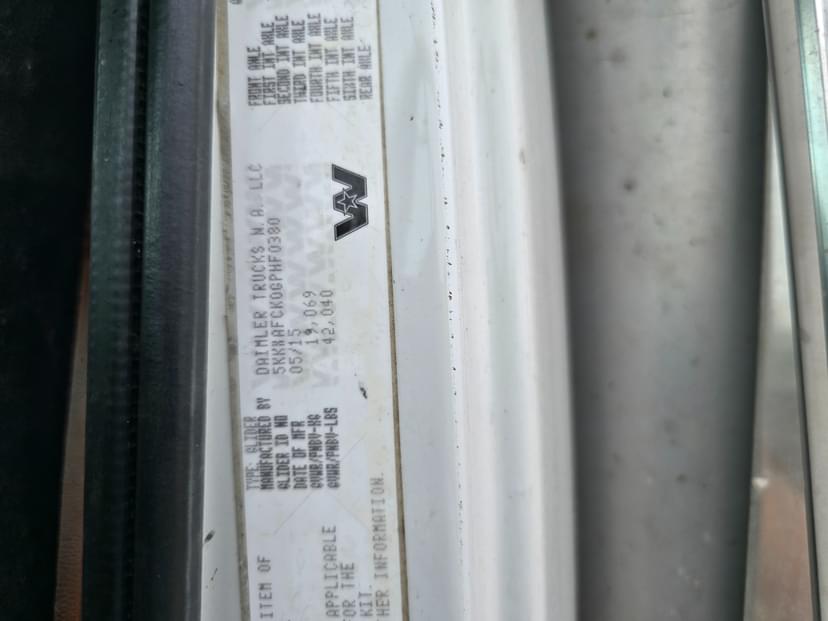 ITEM OF
APPLICABLE
OR THE
KIT.
HER INFORMATION.
TYPE: GLIDER
MANUFACTURED BY DAIMLER TRUCKS N.A. LLC
GLIDER ID NO 5KKXAFCK0GPHF0380
DATE OF MFR 05/15
GVWR/PNBV-KG 19,069
GVWR/PNBV-LBS 42,040
FRONT AXLE
FIRST INT AXLE
SECOND INT AXLE
THIRD INT AXLE
FOURTH INT AXLE
FIFTH INT AXLE
SIXTH INT AXLE
REAR AXLE